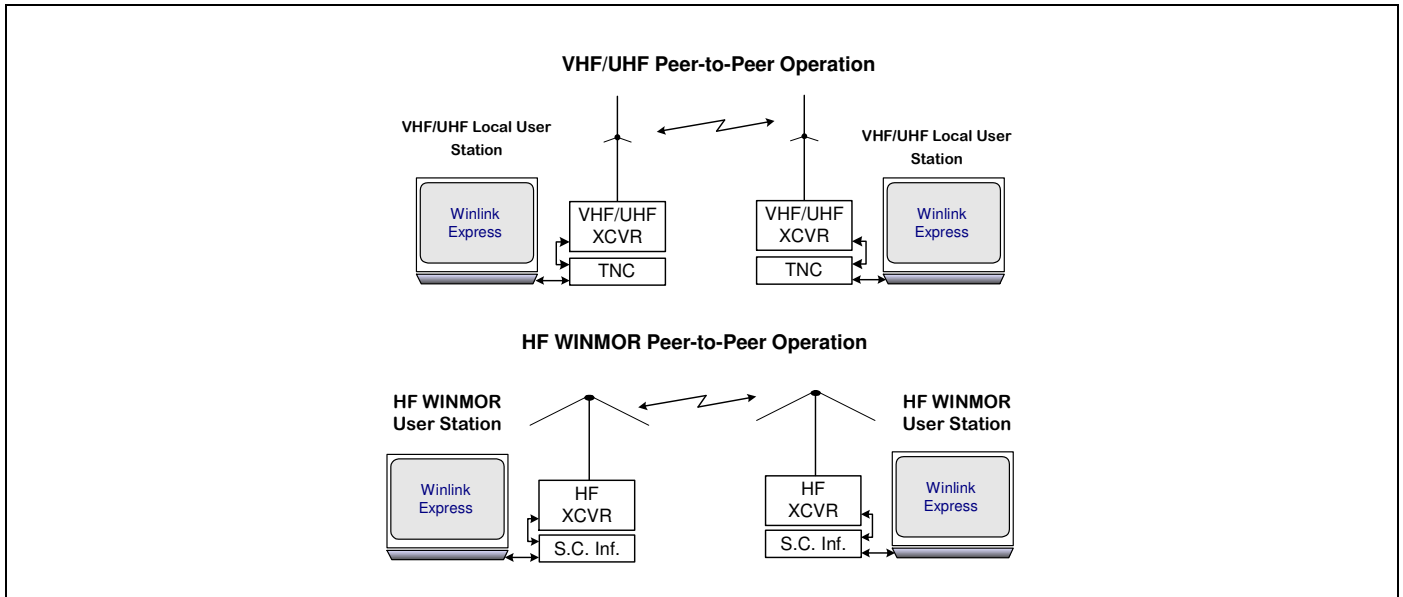 VHF/UHF Peer-to-Peer Operation
VHF/UHF Local User
Station
VHF/UHF Local User
Station
Winlink
Express
VHF/UHF
XCVR
TNC
VHF/UHF
XCVR
TNC
Winlink
Express
HF WINMOR Peer-to-Peer Operation
HF WINMOR
User Station
HF WINMOR
User Station
Winlink
Express
HF
XCVR
S.C. Inf.
HF
XCVR
S.C. Inf.
Winlink
Express